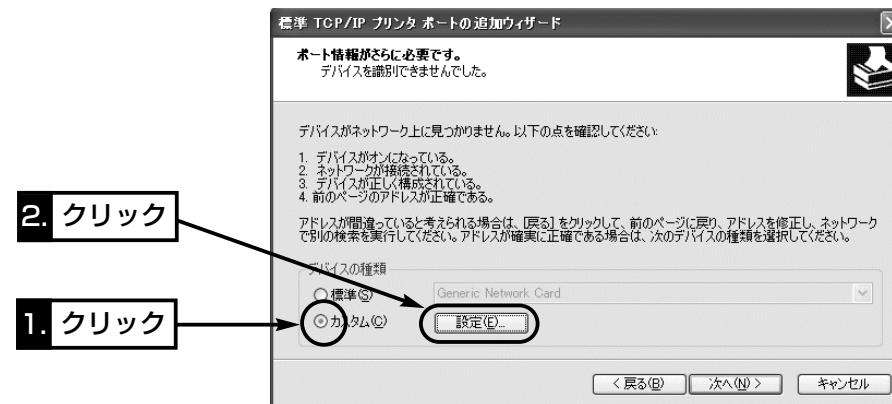 標準 TCP/IP プリンタ ポートの追加ウィザード
ポート情報がさらに必要です。
デバイスを識別できませんでした。
デバイスがネットワーク上に見つかりません。以下の点を確認してください:
1. デバイスがオンになっている。
2. ネットワークが接続されている。
3. デバイスが正しく構成されている。
4. 前のページのアドレスが正確である。
アドレスが間違っていると考えられる場合は、[戻る] をクリックして、前のページに戻り、アドレスを修正し、ネットワーク
で別の検索を実行してください。アドレスが確実に正確である場合は、次のデバイスの種類を選択してください。
2. クリック
デバイスの種類
標準(S)
Generic Network Card
1. クリック
カスタム(C)
設定(E)...
< 戻る(B)
次へ(N) >
キャンセル